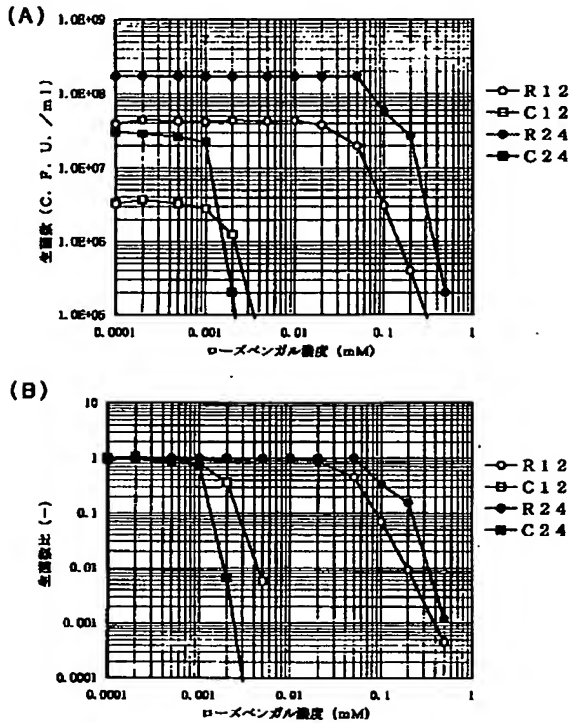 (A)
生菌数 (C. F. U. /ml)
1.0E+09
1.0E+08
1.0E+07
1.0E+06
1.0E+05
0.0001
0.001
0.01
0.1
1
ローズベンガル濃度 (mM)
R12
C12
R24
C24
(B)
生菌数比 (-)
10
1
0.1
0.01
0.001
0.0001
0.0001
0.001
0.01
0.1
1
ローズベンガル濃度 (mM)
R12
C12
R24
C24